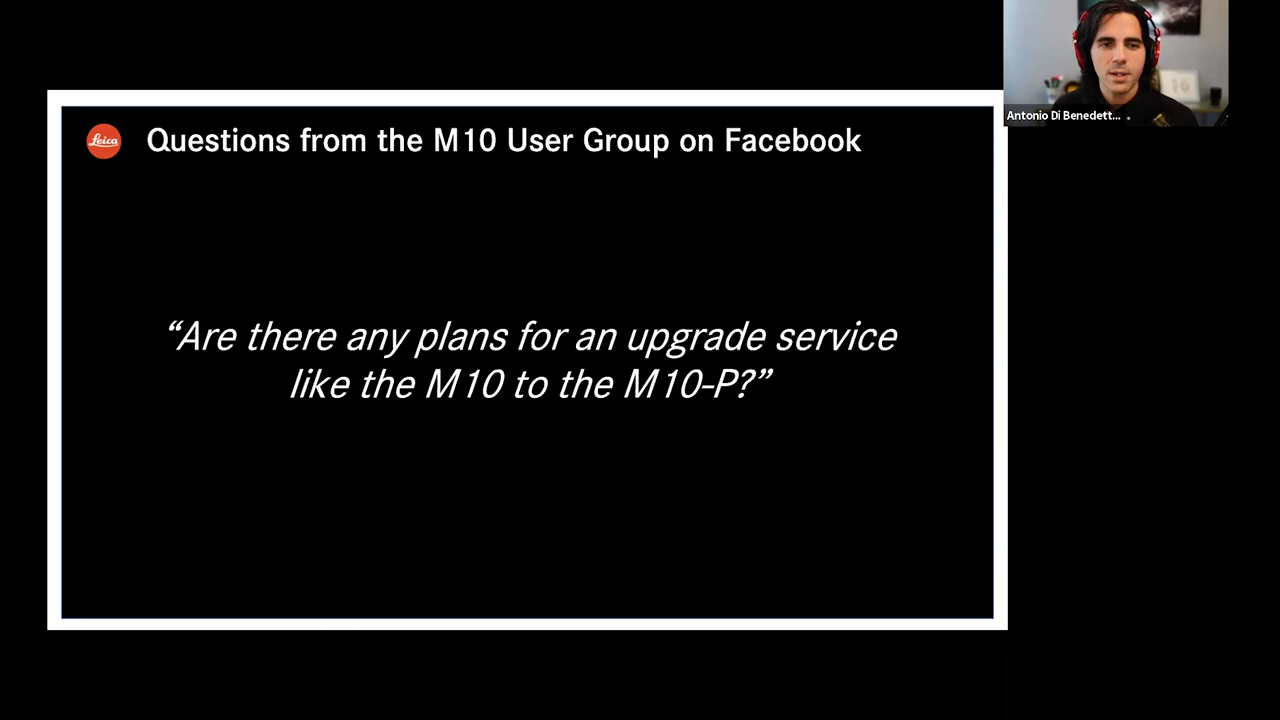 Antonio Di Benedett...
Leica
Questions from the M10 User Group on Facebook
“Are there any plans for an upgrade service
like the M10 to the M10-P?”